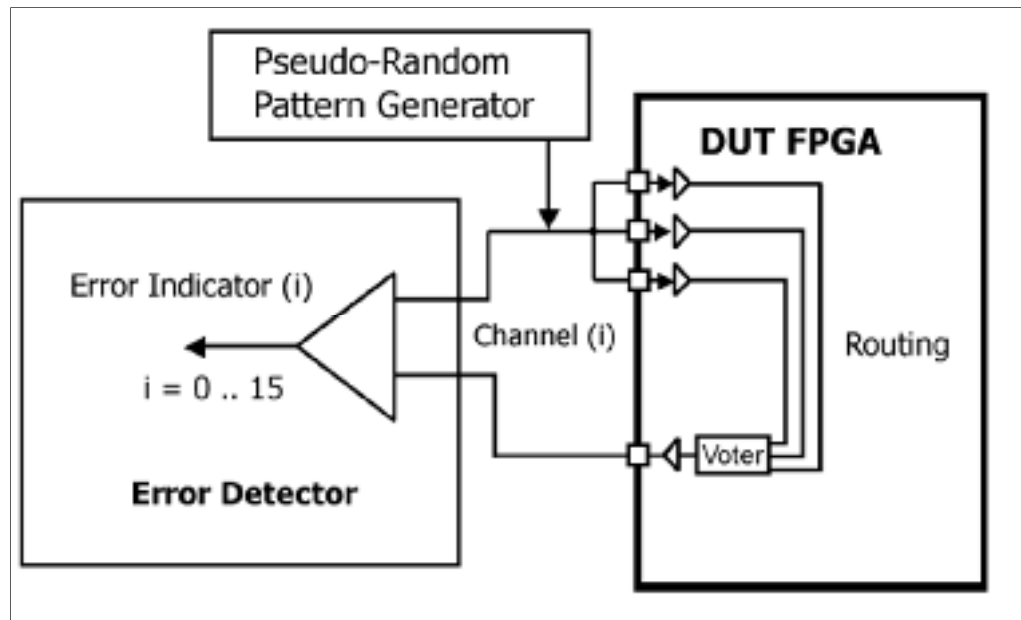 Pseudo-Random
Pattern Generator
DUT FPGA
Error Indicator (i)
Channel (i)
Routing
i = 0 .. 15
Voter
Error Detector